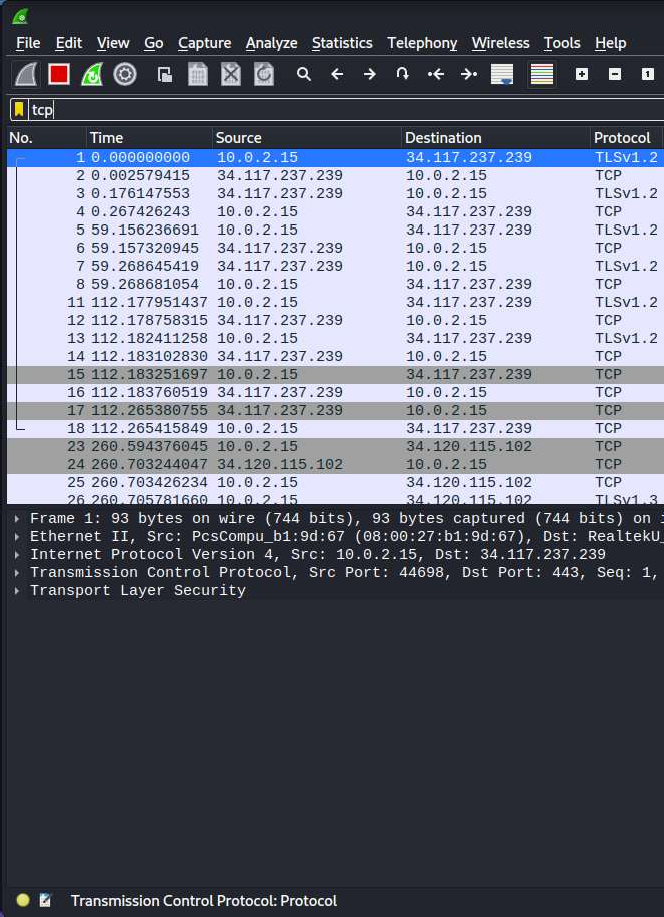 File Edit View Go Capture Analyze Statistics Telephony Wireless Tools Help
tcp
No. Time Source Destination Protocol
1 0.000000000 10.0.2.15 34.117.237.239 TLSv1.2
2 0.002579415 34.117.237.239 10.0.2.15 TCP
3 0.176147553 34.117.237.239 10.0.2.15 TLSv1.2
4 0.267426243 10.0.2.15 34.117.237.239 TCP
5 59.156236691 10.0.2.15 34.117.237.239 TLSv1.2
6 59.157320945 34.117.237.239 10.0.2.15 TCP
7 59.268645419 34.117.237.239 10.0.2.15 TLSv1.2
8 59.268681054 10.0.2.15 34.117.237.239 TCP
11 112.177951437 10.0.2.15 34.117.237.239 TLSv1.2
12 112.178758315 34.117.237.239 10.0.2.15 TCP
13 112.182411258 10.0.2.15 34.117.237.239 TLSv1.2
14 112.183102830 34.117.237.239 10.0.2.15 TCP
15 112.183251697 10.0.2.15 34.117.237.239 TCP
16 112.183760519 34.117.237.239 10.0.2.15 TCP
17 112.265380755 34.117.237.239 10.0.2.15 TCP
18 112.265415849 10.0.2.15 34.117.237.239 TCP
23 260.594376045 10.0.2.15 34.120.115.102 TCP
24 260.703244047 34.120.115.102 10.0.2.15 TCP
25 260.703426234 10.0.2.15 34.120.115.102 TCP
26 260.705781660 10.0.2.15 34.120.115.102 TLSv1.3
Frame 1: 93 bytes on wire (744 bits), 93 bytes captured (744 bits) on i
Ethernet II, Src: PcsCompu_b1:9d:67 (08:00:27:b1:9d:67), Dst: RealtekU_
Internet Protocol Version 4, Src: 10.0.2.15, Dst: 34.117.237.239
Transmission Control Protocol, Src Port: 44698, Dst Port: 443, Seq: 1,
Transport Layer Security
Transmission Control Protocol: Protocol